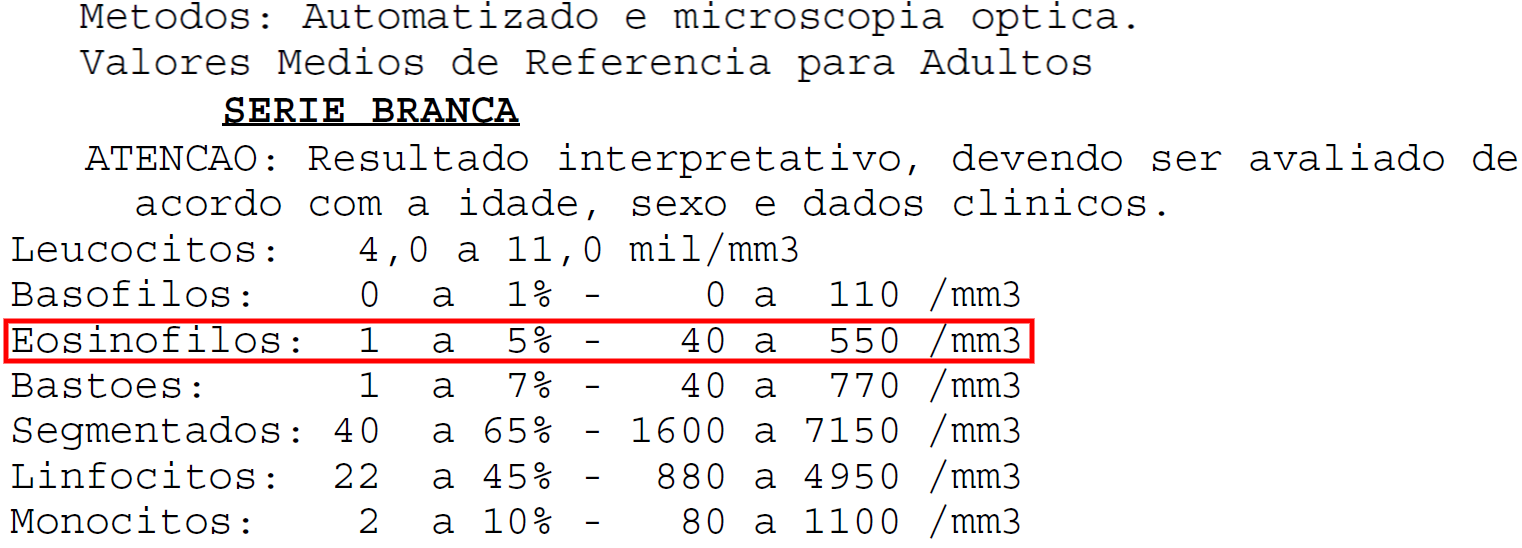 Metodos: Automatizado e microscopia optica.
Valores Medios de Referencia para Adultos
SERIE BRANCA
ATENCAO: Resultado interpretativo, devendo ser avaliado de
acordo com a idade, sexo e dados clinicos.
Leucocitos: 4,0 a 11,0 mil/mm3
Basofilos: 0 a 1% - 0 a 110 /mm3
Eosinofilos: 1 a 5% - 40 a 550 /mm3
Bastoes: 1 a 7% - 40 a 770 /mm3
Segmentados: 40 a 65% - 1600 a 7150 /mm3
Linfocitos: 22 a 45% - 880 a 4950 /mm3
Monocitos: 2 a 10% - 80 a 1100 /mm3